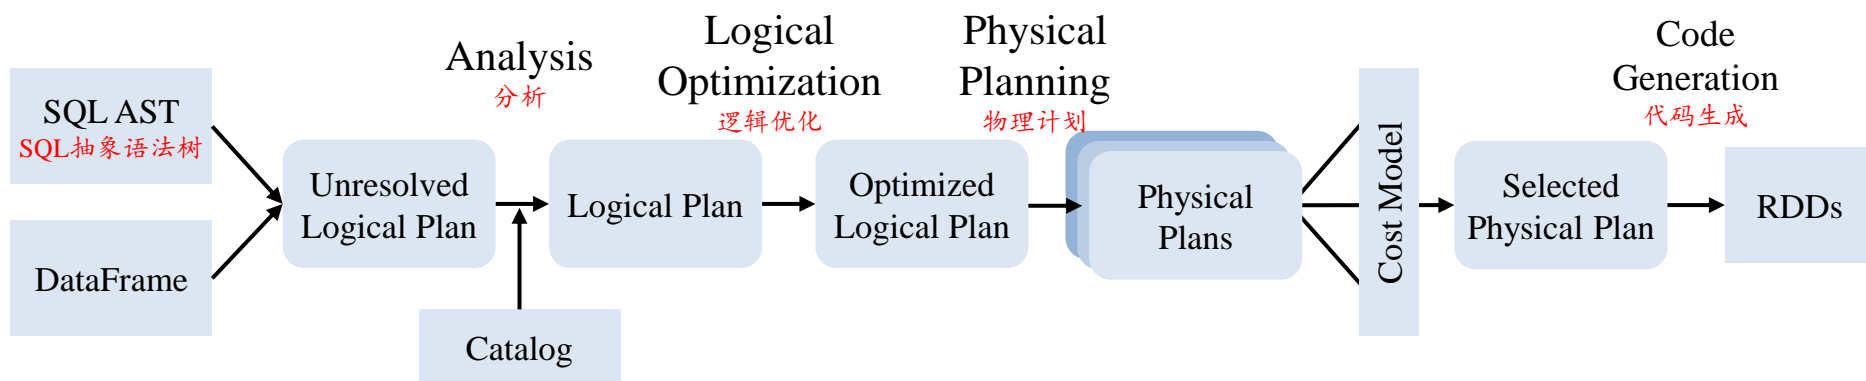 SQL AST
SQL抽象语法树
DataFrame
Unresolved
Logical Plan
Analysis
分析
Catalog
Logical Plan
Logical
Optimization
逻辑优化
Optimized
Logical Plan
Physical
Planning
物理计划
Physical
Plans
Cost Model
Selected
Physical Plan
Code
Generation
代码生成
RDDs